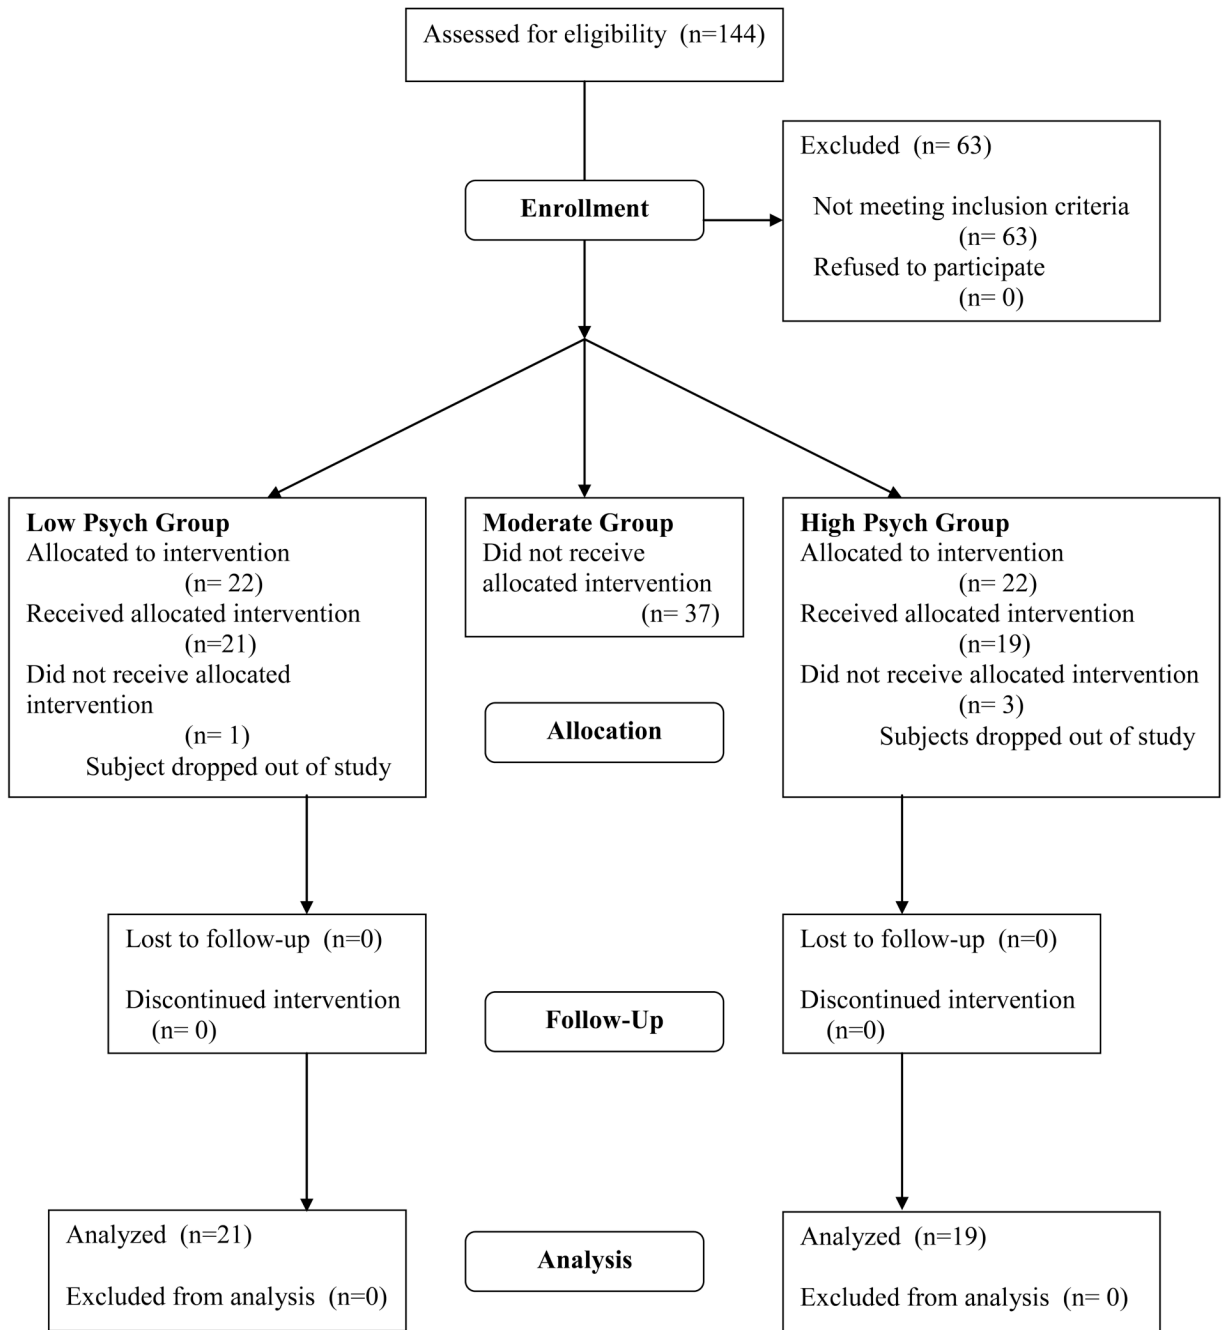 Assessed for eligibility (n=144)
Excluded (n= 63)
Not meeting inclusion criteria
(n= 63)
Refused to participate
(n= 0)
Enrollment
Low Psych Group
Allocated to intervention
(n= 22)
Received allocated intervention
(n=21)
Did not receive allocated
intervention
(n= 1)
Subject dropped out of study
Moderate Group
Did not receive
allocated intervention
(n= 37)
High Psych Group
Allocated to intervention
(n= 22)
Received allocated intervention
(n=19)
Did not receive allocated intervention
(n= 3)
Subjects dropped out of study
Allocation
Lost to follow-up (n=0)
Discontinued intervention
(n= 0)
Follow-Up
Lost to follow-up (n=0)
Discontinued intervention
(n=0)
Analyzed (n=21)
Excluded from analysis (n=0)
Analysis
Analyzed (n=19)
Excluded from analysis (n= 0)